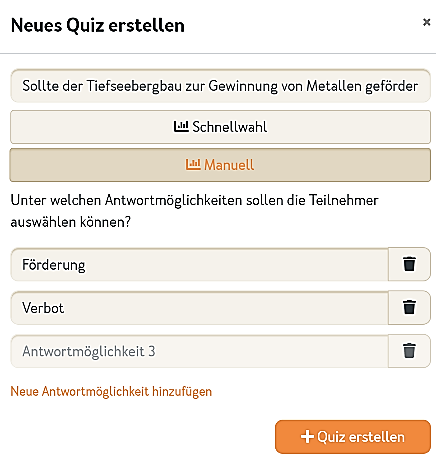 Neues Quiz erstellen
×
Sollte der Tiefseebergbau zur Gewinnung von Metallen geförder
Schnellwahl
Manuell
Unter welchen Antwortmöglichkeiten sollen die Teilnehmer
auswählen können?
Förderung
Verbot
Antwortmöglichkeit 3
Neue Antwortmöglichkeit hinzufügen
+ Quiz erstellen